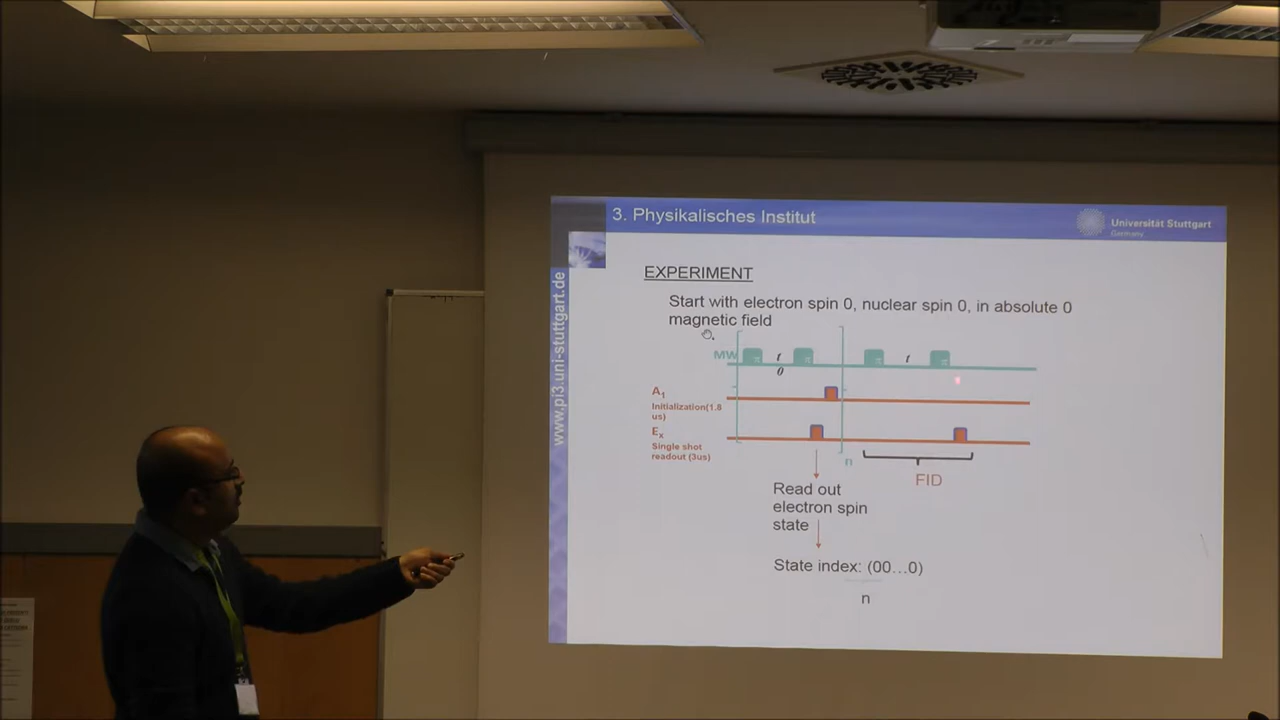 3. Physikalisches Institut
Universität Stuttgart
Germany
www.pi3.uni-stuttgart.de
EXPERIMENT
Start with electron spin 0, nuclear spin 0, in absolute 0
magnetic field
MW
t
0
t
A1
Initialization(1.8
us)
Ex
Single shot
readout (3us)
n
FID
Read out
electron spin
state
State index: (00...0)
n